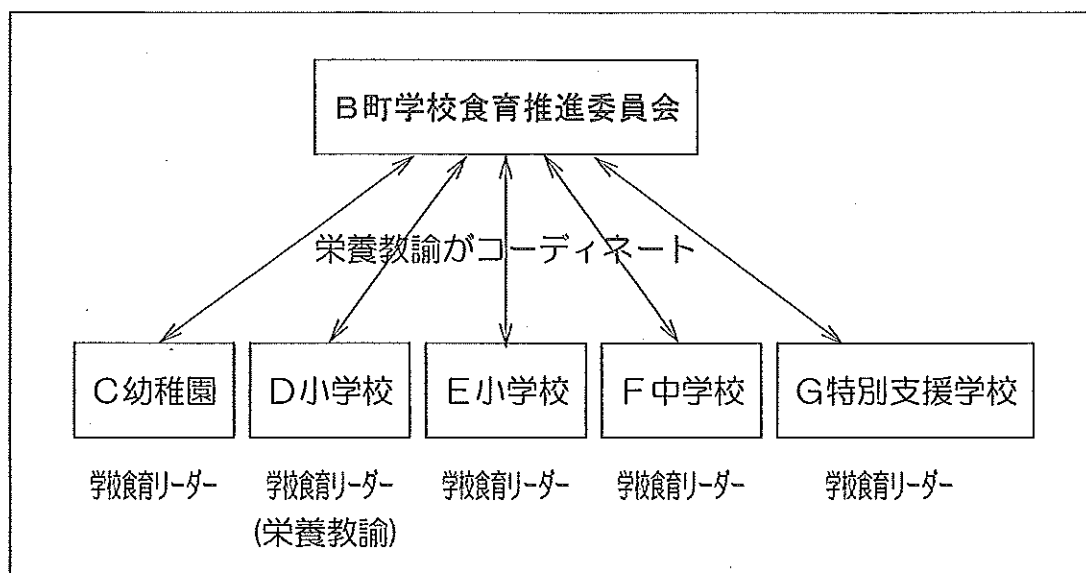 B町学校食育推進委員会
栄養教諭がコーディネート
C幼稚園
D小学校
E小学校
F中学校
G特別支援学校
学校食育リーダー
学校食育リーダー
学校食育リーダー
学校食育リーダー
学校食育リーダー
(栄養教諭)